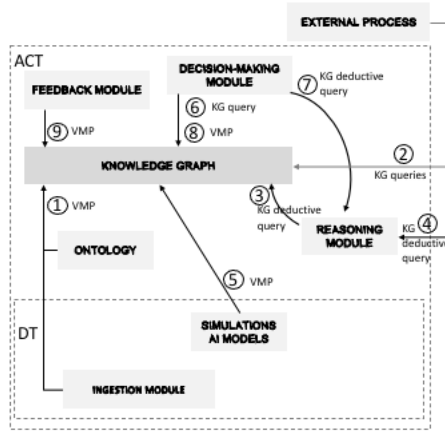 EXTERNAL PROCESS
ACT
DECISION-MAKING
MODULE
FEEDBACK MODULE
7 KG deductive
query
6 KG query
9 VMP
8 VMP
2
KNOWLEDGE GRAPH
KG queries
1 VMP
3
KG deductive
query
REASONING
MODULE
KG 4
deductive
query
ONTOLOGY
5 VMP
DT
SIMULATIONS
AI MODELS
INGESTION MODULE